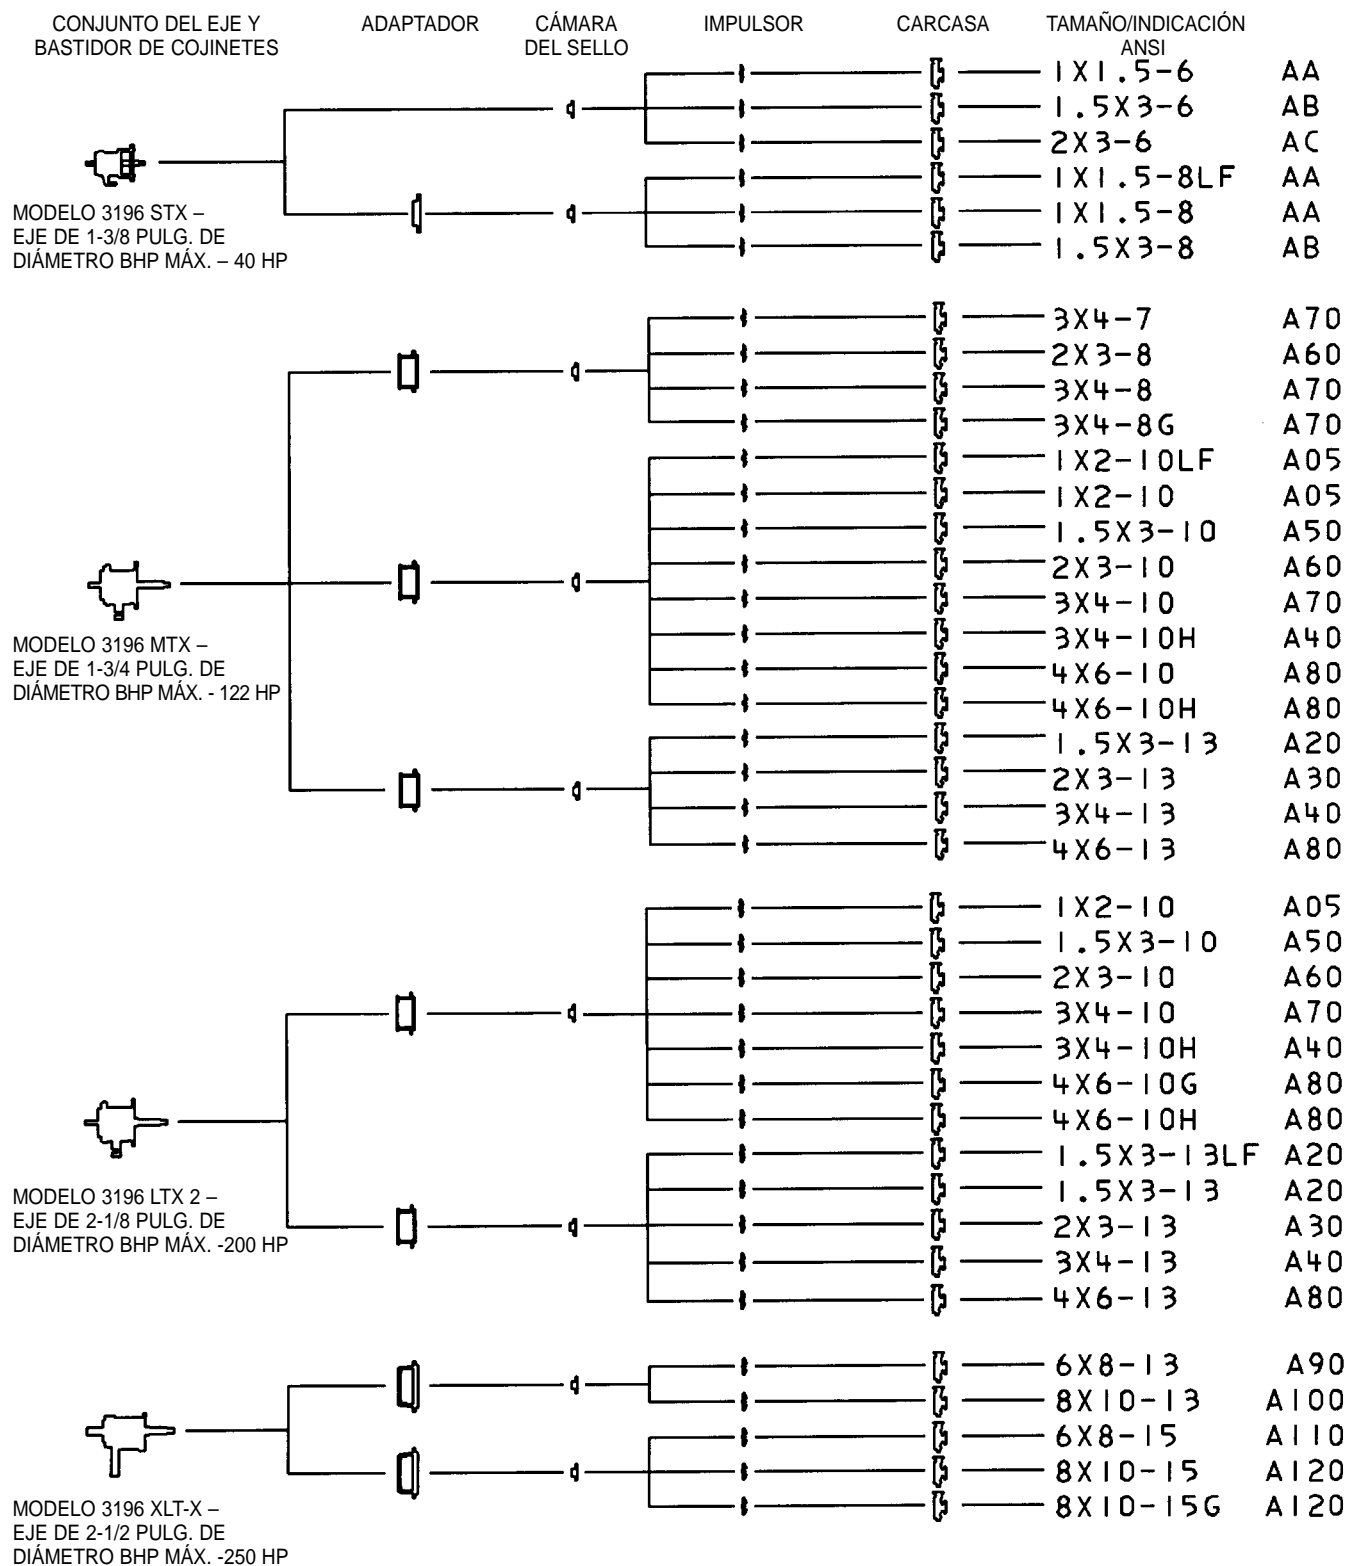 CONJUNTO DEL EJE Y
BASTIDOR DE COJINETES
ADAPTADOR
CÁMARA
DEL SELLO
IMPULSOR
CARCASA
TAMAÑO/INDICACIÓN
ANSI
1X1.5-6 AA
1.5X3-6 AB
2X3-6 AC
1X1.5-8LF AA
1X1.5-8 AA
1.5X3-8 AB
MODELO 3196 STX –
EJE DE 1-3/8 PULG. DE
DIÁMETRO BHP MÁX. – 40 HP
3X4-7 A70
2X3-8 A60
3X4-8 A70
3X4-8G A70
1X2-10LF A05
1X2-10 A05
1.5X3-10 A50
2X3-10 A60
3X4-10 A70
3X4-10H A40
4X6-10 A80
4X6-10H A80
1.5X3-13 A20
2X3-13 A30
3X4-13 A40
4X6-13 A80
MODELO 3196 MTX –
EJE DE 1-3/4 PULG. DE
DIÁMETRO BHP MÁX. - 122 HP
1X2-10 A05
1.5X3-10 A50
2X3-10 A60
3X4-10 A70
3X4-10H A40
4X6-10G A80
4X6-10H A80
1.5X3-13LF A20
1.5X3-13 A20
2X3-13 A30
3X4-13 A40
4X6-13 A80
MODELO 3196 LTX 2 –
EJE DE 2-1/8 PULG. DE
DIÁMETRO BHP MÁX. -200 HP
6X8-13 A90
8X10-13 A100
6X8-15 A110
8X10-15 A120
8X10-15G A120
MODELO 3196 XLT-X –
EJE DE 2-1/2 PULG. DE
DIÁMETRO BHP MÁX. -250 HP